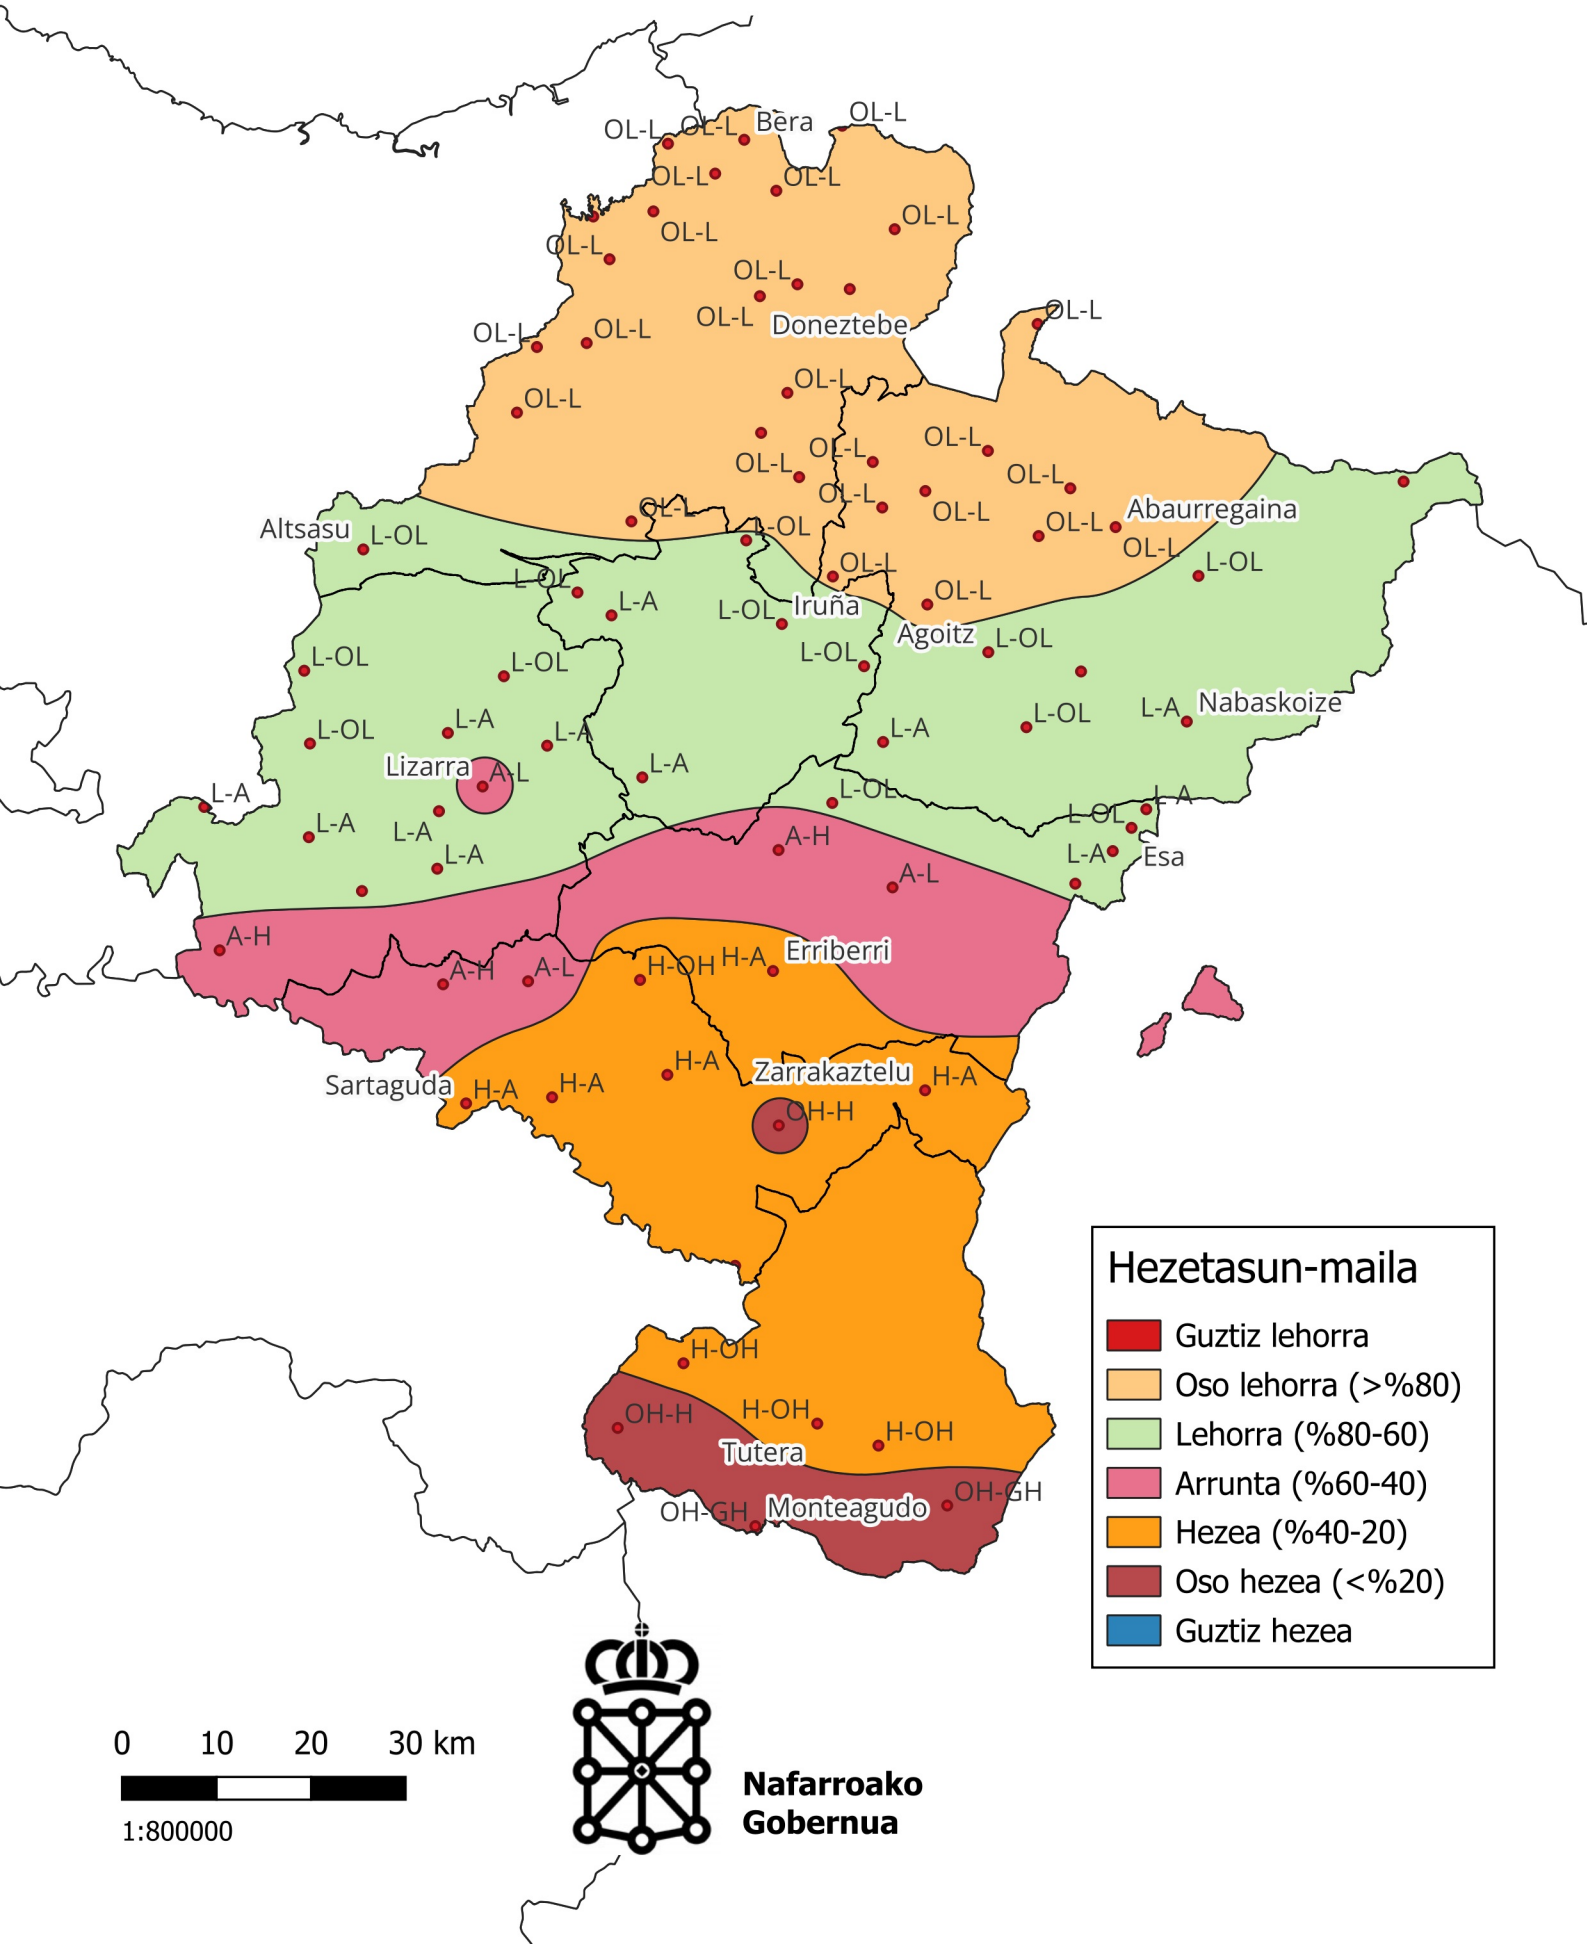 OL-L
OL-L
OL-L
Bera
OL-L
OL-L
OL-L
OL-L
OL-L
OL-L
OL-L
OL-L
Doneztebe
OL-L
OL-L
OL-L
OL-L
OL-L
OL-L
OL-L
OL-L
OL-L
OL-L
OL-L
Abaurregaina
OL-L
OL-L
OL-L
L-OL
Altsasu
L-OL
OL-L
L-OL
OL-L
L-OL
L-A
L-OL
Iruña
Agoitz
L-OL
L-OL
L-OL
L-OL
L-A
Nabaskoize
L-OL
L-OL
L-A
L-A
L-A
Lizarra
A-L
L-A
L-A
L-OL
L-A
L-OL
L-A
L-A
L-A
A-H
L-A
Esa
A-L
A-H
A-H
A-L
H-OH
H-A
Erriberri
H-A
Zarrakaztelu
H-A
Sartaguda
H-A
H-A
OH-H
H-OH
OH-H
H-OH
H-OH
Tutera
OH-GH
OH-GH
Monteagudo
Hezetasun-maila
Guztiz lehorra
Oso lehorra (>%80)
Lehorra (%80-60)
Arrunta (%60-40)
Hezea (%40-20)
Oso hezea (<%20)
Guztiz hezea
0 10 20 30 km
1:800000
Nafarroako
Gobernua